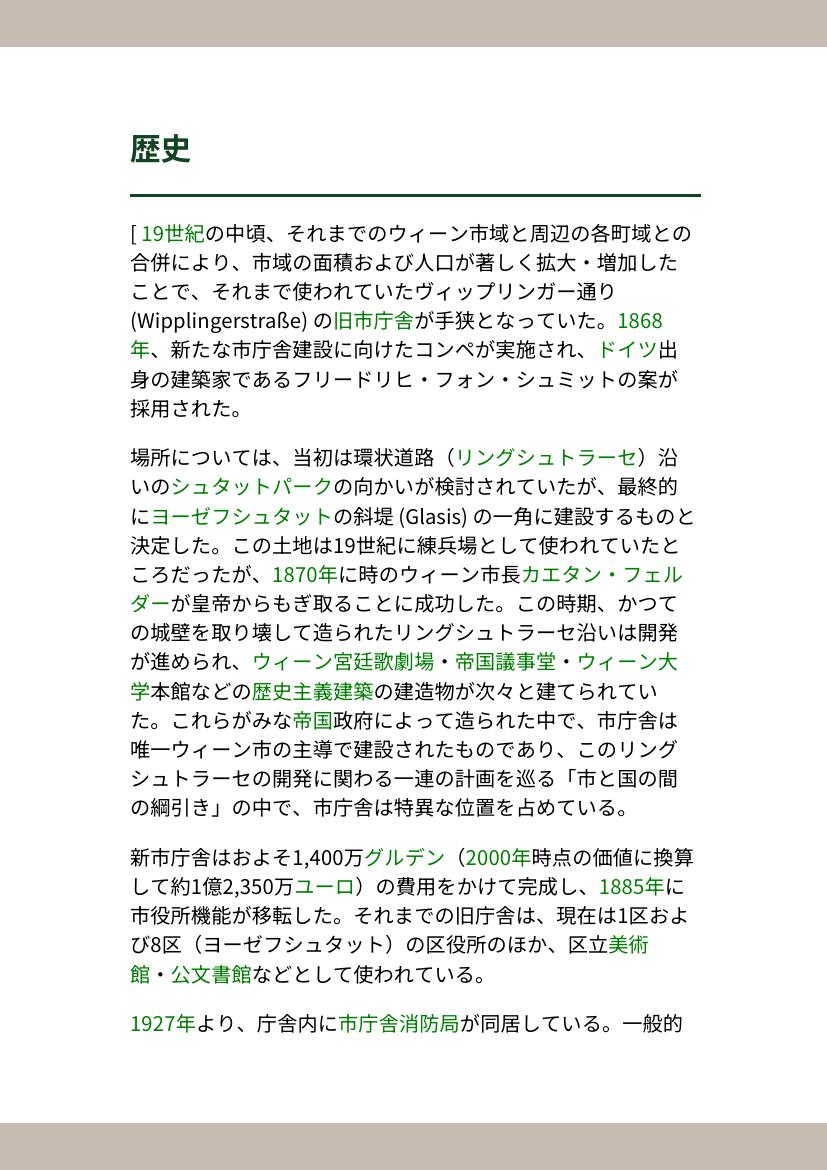 歴史
[ 19世紀の中頃、それまでのウィーン市域と周辺の各町域との
合併により、市域の面積および人口が著しく拡大・増加した
ことで、それまで使われていたヴィップリンガー通り
(Wipplingerstraße) の旧市庁舎が手狭となっていた。1868
年、新たな市庁舎建設に向けたコンペが実施され、ドイツ出
身の建築家であるフリードリヒ・フォン・シュミットの案が
採用された。
場所については、当初は環状道路（リングシュトラーセ）沿
いのシュタットパークの向かいが検討されていたが、最終的
にヨーゼフシュタットの斜堤 (Glasis) の一角に建設するものと
決定した。この土地は19世紀に練兵場として使われていたと
ころだったが、1870年に時のウィーン市長カエタン・フェル
ダーが皇帝からもぎ取ることに成功した。この時期、かつて
の城壁を取り壊して造られたリングシュトラーセ沿いは開発
が進められ、ウィーン宮廷歌劇場・帝国議事堂・ウィーン大
学本館などの歴史主義建築の建造物が次々と建てられてい
た。これらがみな帝国政府によって造られた中で、市庁舎は
唯一ウィーン市の主導で建設されたものであり、このリング
シュトラーセの開発に関わる一連の計画を巡る「市と国の間
の綱引き」の中で、市庁舎は特異な位置を占めている。
新市庁舎はおよそ1,400万グルデン（2000年時点の価値に換算
して約1億2,350万ユーロ）の費用をかけて完成し、1885年に
市役所機能が移転した。それまでの旧庁舎は、現在は1区およ
び8区（ヨーゼフシュタット）の区役所のほか、区立美術
館・公文書館などとして使われている。
1927年より、庁舎内に市庁舎消防局が同居している。一般的